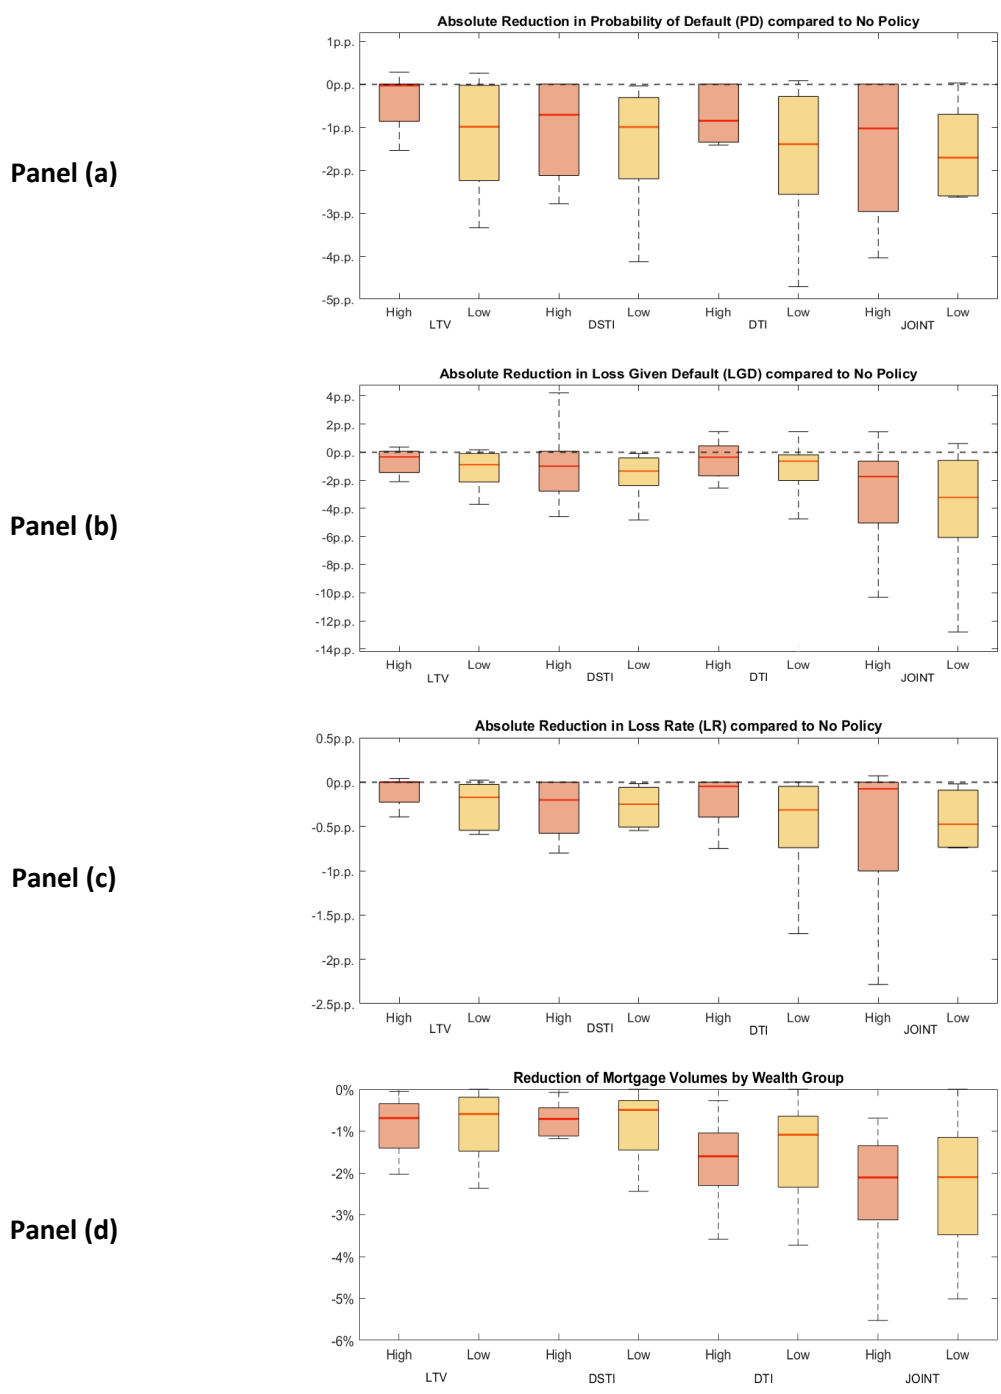 Absolute Reduction in Probability of Default (PD) compared to No Policy
1p.p.
0p.p.
-1p.p.
-2p.p.
-3p.p.
-4p.p.
-5p.p.
Panel (a)
High Low High Low High Low High Low
LTV DSTI DTI JOINT
Absolute Reduction in Loss Given Default (LGD) compared to No Policy
4p.p.
2p.p.
0p.p.
-2p.p.
-4p.p.
-6p.p.
-8p.p.
-10p.p.
-12p.p.
-14p.p.
Panel (b)
High Low High Low High Low High Low
LTV DSTI DTI JOINT
Absolute Reduction in Loss Rate (LR) compared to No Policy
0.5p.p.
0p.p.
-0.5p.p.
-1p.p.
-1.5p.p.
-2p.p.
-2.5p.p.
Panel (c)
High Low High Low High Low High Low
LTV DSTI DTI JOINT
Reduction of Mortgage Volumes by Wealth Group
0%
-1%
-2%
-3%
-4%
-5%
-6%
Panel (d)
High Low High Low High Low High Low
LTV DSTI DTI JOINT